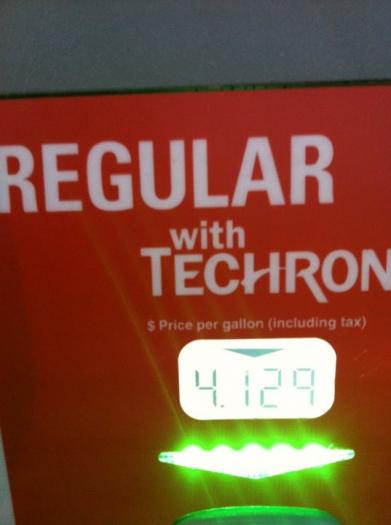 REGULAR
with
TECHRON
$ Price per gallon (including tax)
4.129